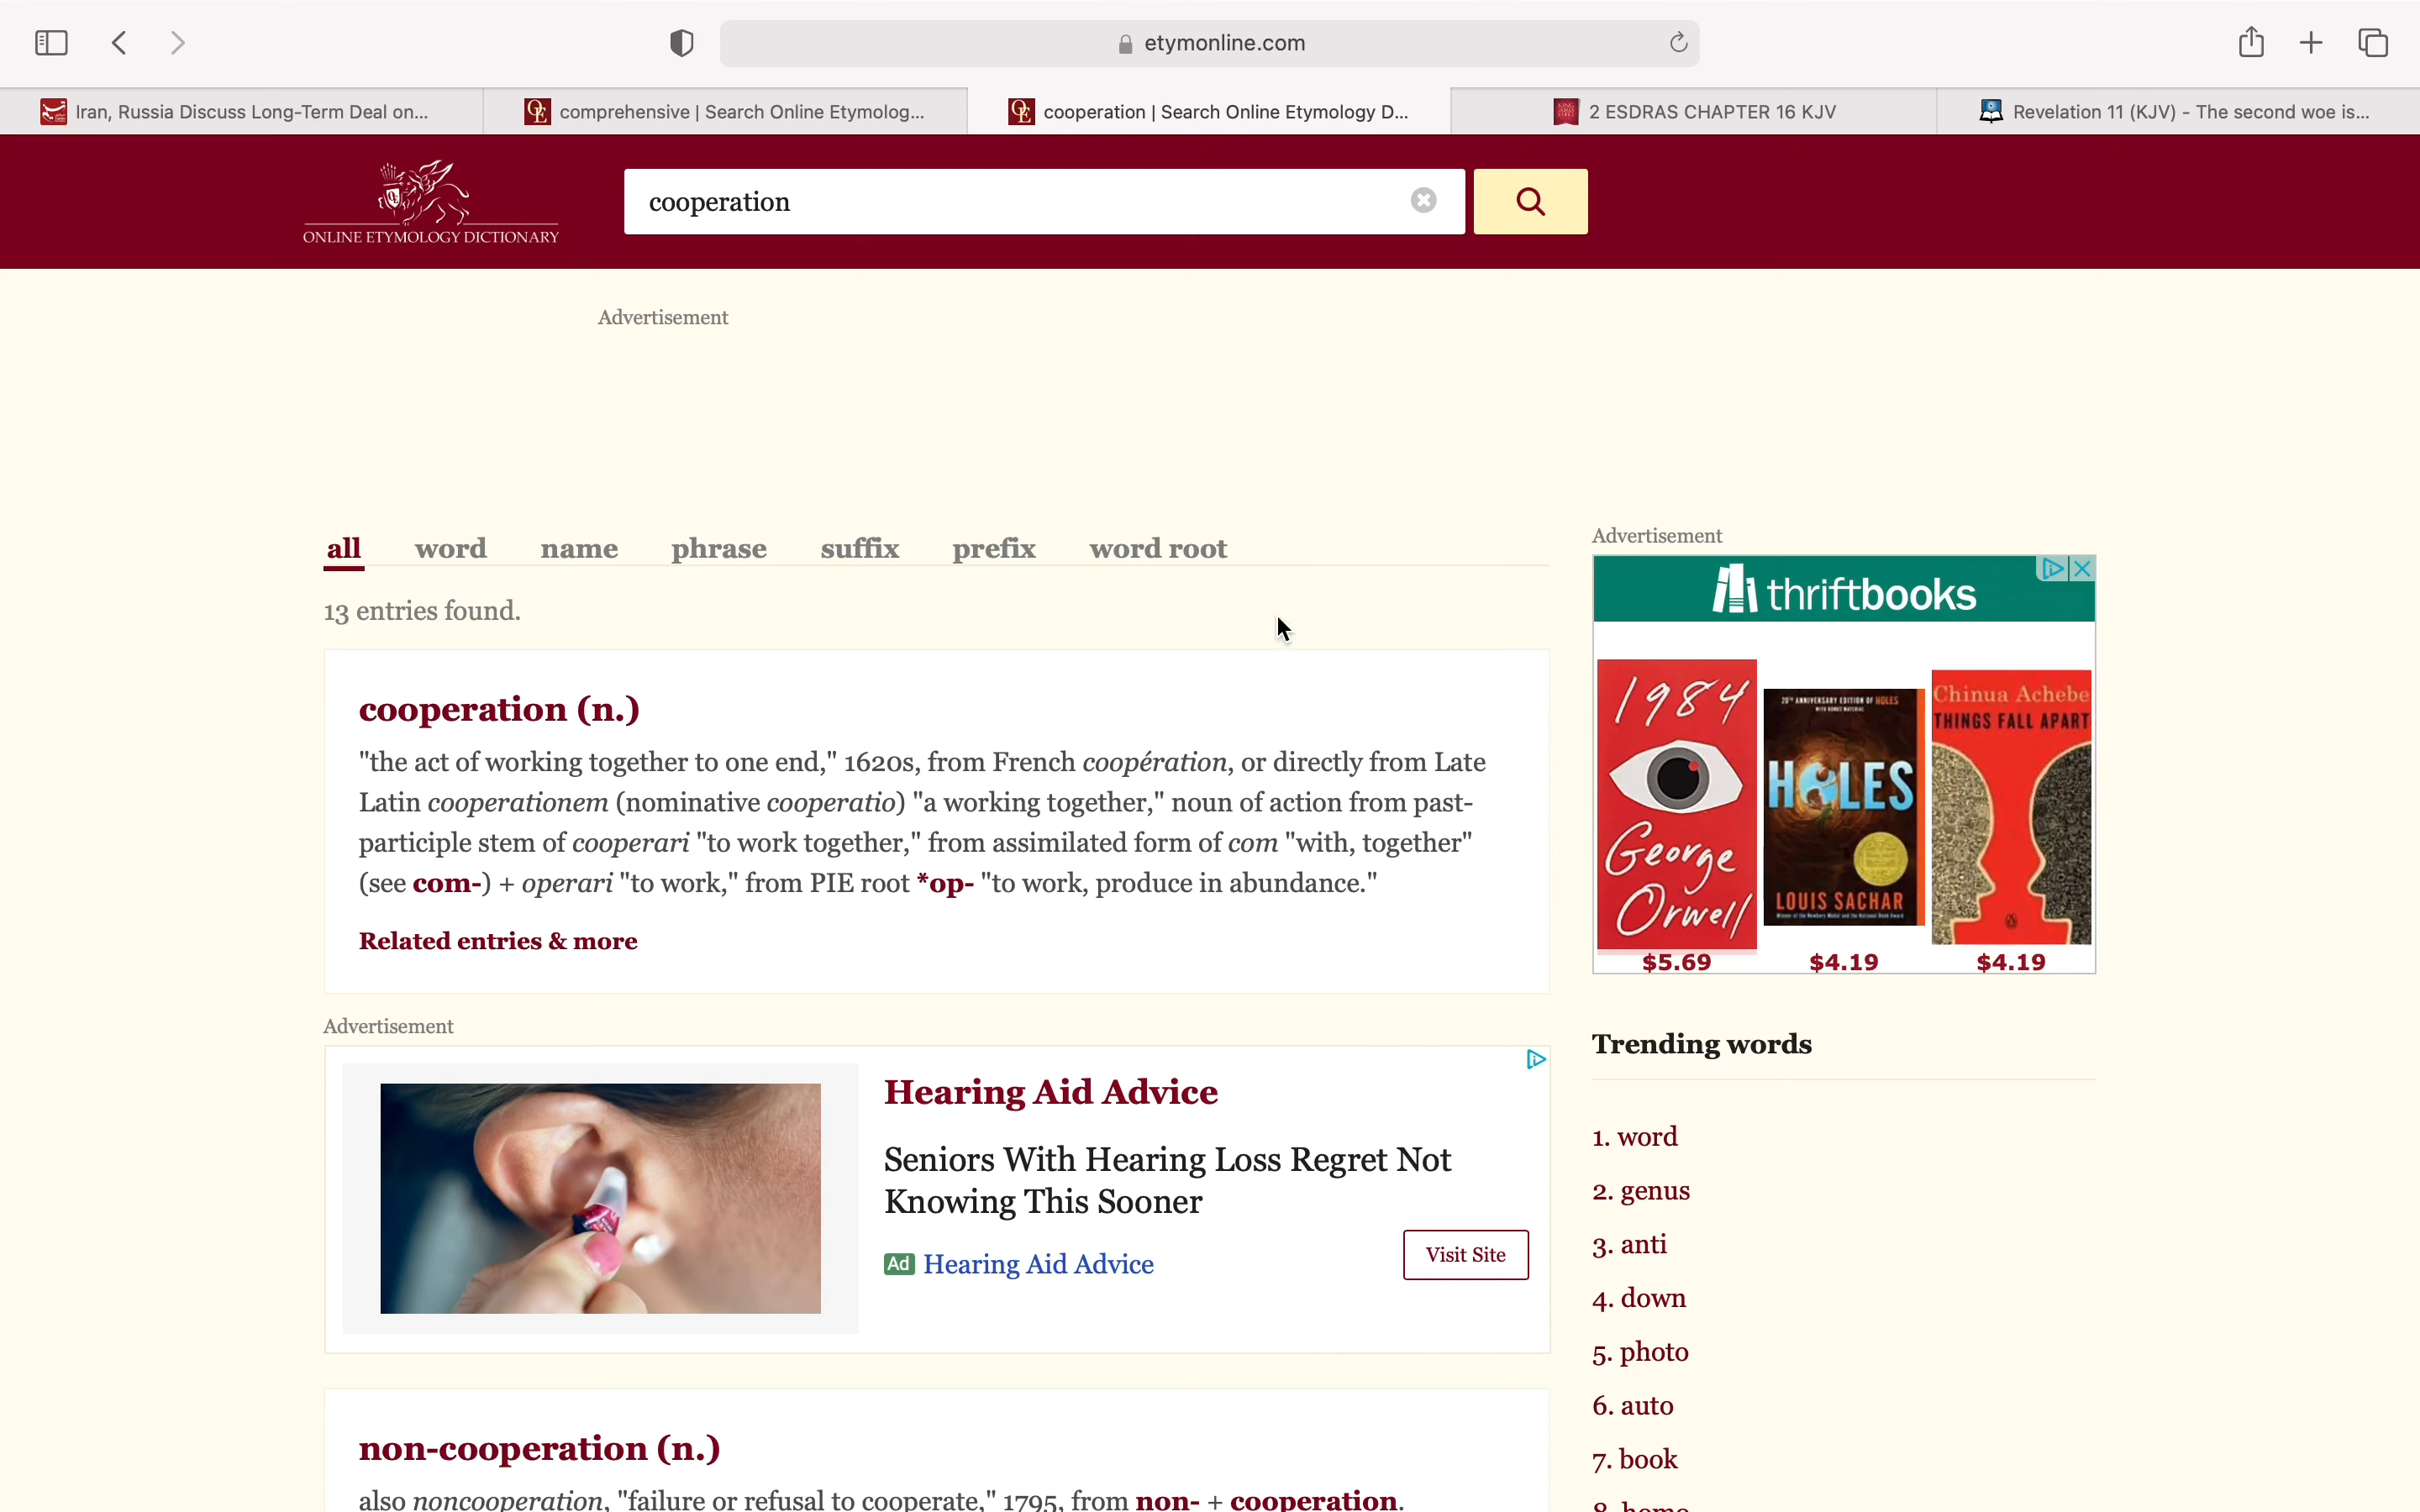 etymonline.com
Iran, Russia Discuss Long-Term Deal on...
comprehensive | Search Online Etymolog...
cooperation | Search Online Etymology D...
2 ESDRAS CHAPTER 16 KJV
Revelation 11 (KJV) - The second woe is...
ONLINE ETYMOLOGY DICTIONARY
cooperation
Advertisement
all word name phrase suffix prefix word root
13 entries found.
cooperation (n.)
"the act of working together to one end," 1620s, from French coopération, or directly from Late
Latin cooperationem (nominative cooperatio) "a working together," noun of action from past-
participle stem of cooperari "to work together," from assimilated form of com "with, together"
(see com-) + operari "to work," from PIE root *op- "to work, produce in abundance."
Related entries & more
Advertisement
Hearing Aid Advice
Seniors With Hearing Loss Regret Not
Knowing This Sooner
Ad Hearing Aid Advice
Visit Site
non-cooperation (n.)
also noncooperation, "failure or refusal to cooperate," 1795, from non- + cooperation.
Advertisement
thriftbooks
1984
George
Orwell
$5.69
20TH ANNIVERSARY EDITION OF HOLES
HOLES
LOUIS SACHAR
$4.19
Chinua Achebe
THINGS FALL APART
$4.19
Trending words
1. word
2. genus
3. anti
4. down
5. photo
6. auto
7. book
8. homo